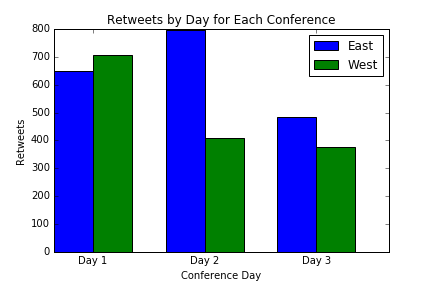 Retweets by Day for Each Conference
800
700
600
500
400
300
200
100
0
Retweets
East
West
Day 1 Day 2 Day 3
Conference Day